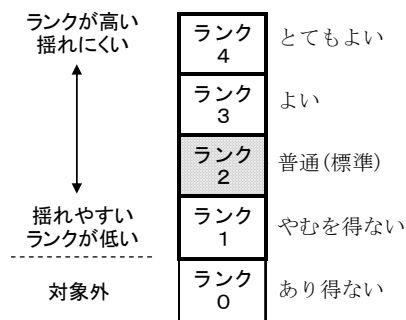 ランクが高い
揺れにくい
ランク
4
とてもよい
ランク
3
よい
ランク
2
普通(標準)
揺れやすい
ランクが低い
ランク
1
やむを得ない
対象外
ランク
0
あり得ない